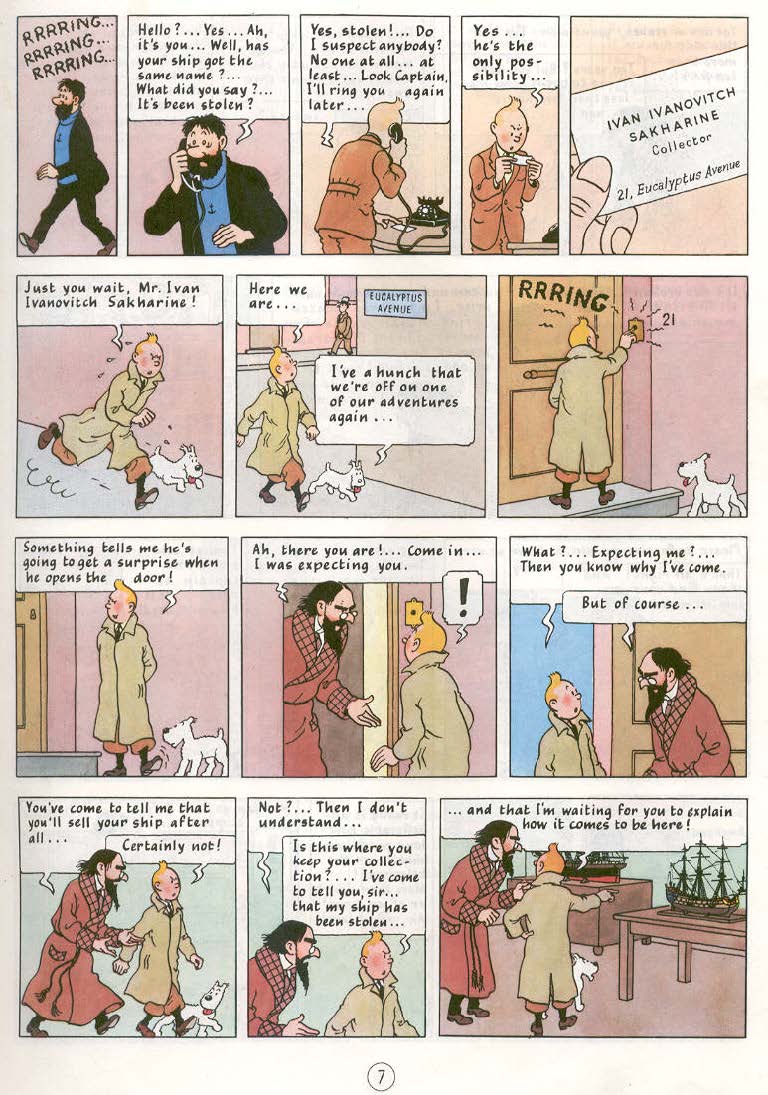 RRRRING...
RRRRING...
RRRRING...
Hello?... Yes... Ah,
it's you... Well, has
your ship got the
same name?...
What did you say?...
It's been stolen?
Yes, stolen!... Do
I suspect anybody?
No one at all... at
least... Look Captain,
I'll ring you again
later...
Yes...
he's the
only pos-
sibility...
IVAN IVANOVITCH
SAKHARINE
Collector
21, Eucalyptus Avenue
Just you wait, Mr. Ivan
Ivanovitch Sakharine!
Here we
are...
EUCALYPTUS
AVENUE
I've a hunch that
we're off on one
of our adventures
again...
RRRING
21
Something tells me he's
going to get a surprise when
he opens the door!
Ah, there you are!... Come in...
I was expecting you.
!
What?... Expecting me?...
Then you know why I've come.
But of course...
You've come to tell me that
you'll sell your ship after
all...
Certainly not!
Not?... Then I don't
understand...
Is this where you
keep your collec-
tion?... I've come
to tell you, sir...
that my ship has
been stolen...
... and that I'm waiting for you to explain
how it comes to be here!
7